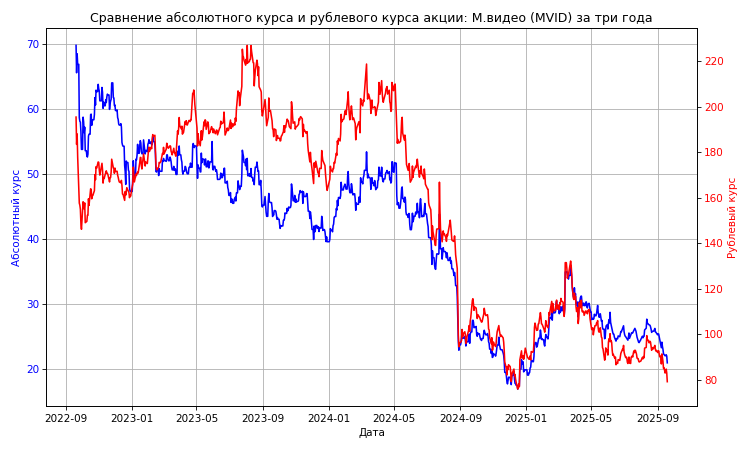 Сравнение абсолютного курса и рублевого курса акции: М.видео (MVID) за три года
70
60
50
40
30
20
Абсолютный курс
220
200
180
160
140
120
100
80
Рублевый курс
2022-09 2023-01 2023-05 2023-09 2024-01 2024-05 2024-09 2025-01 2025-05 2025-09
Дата